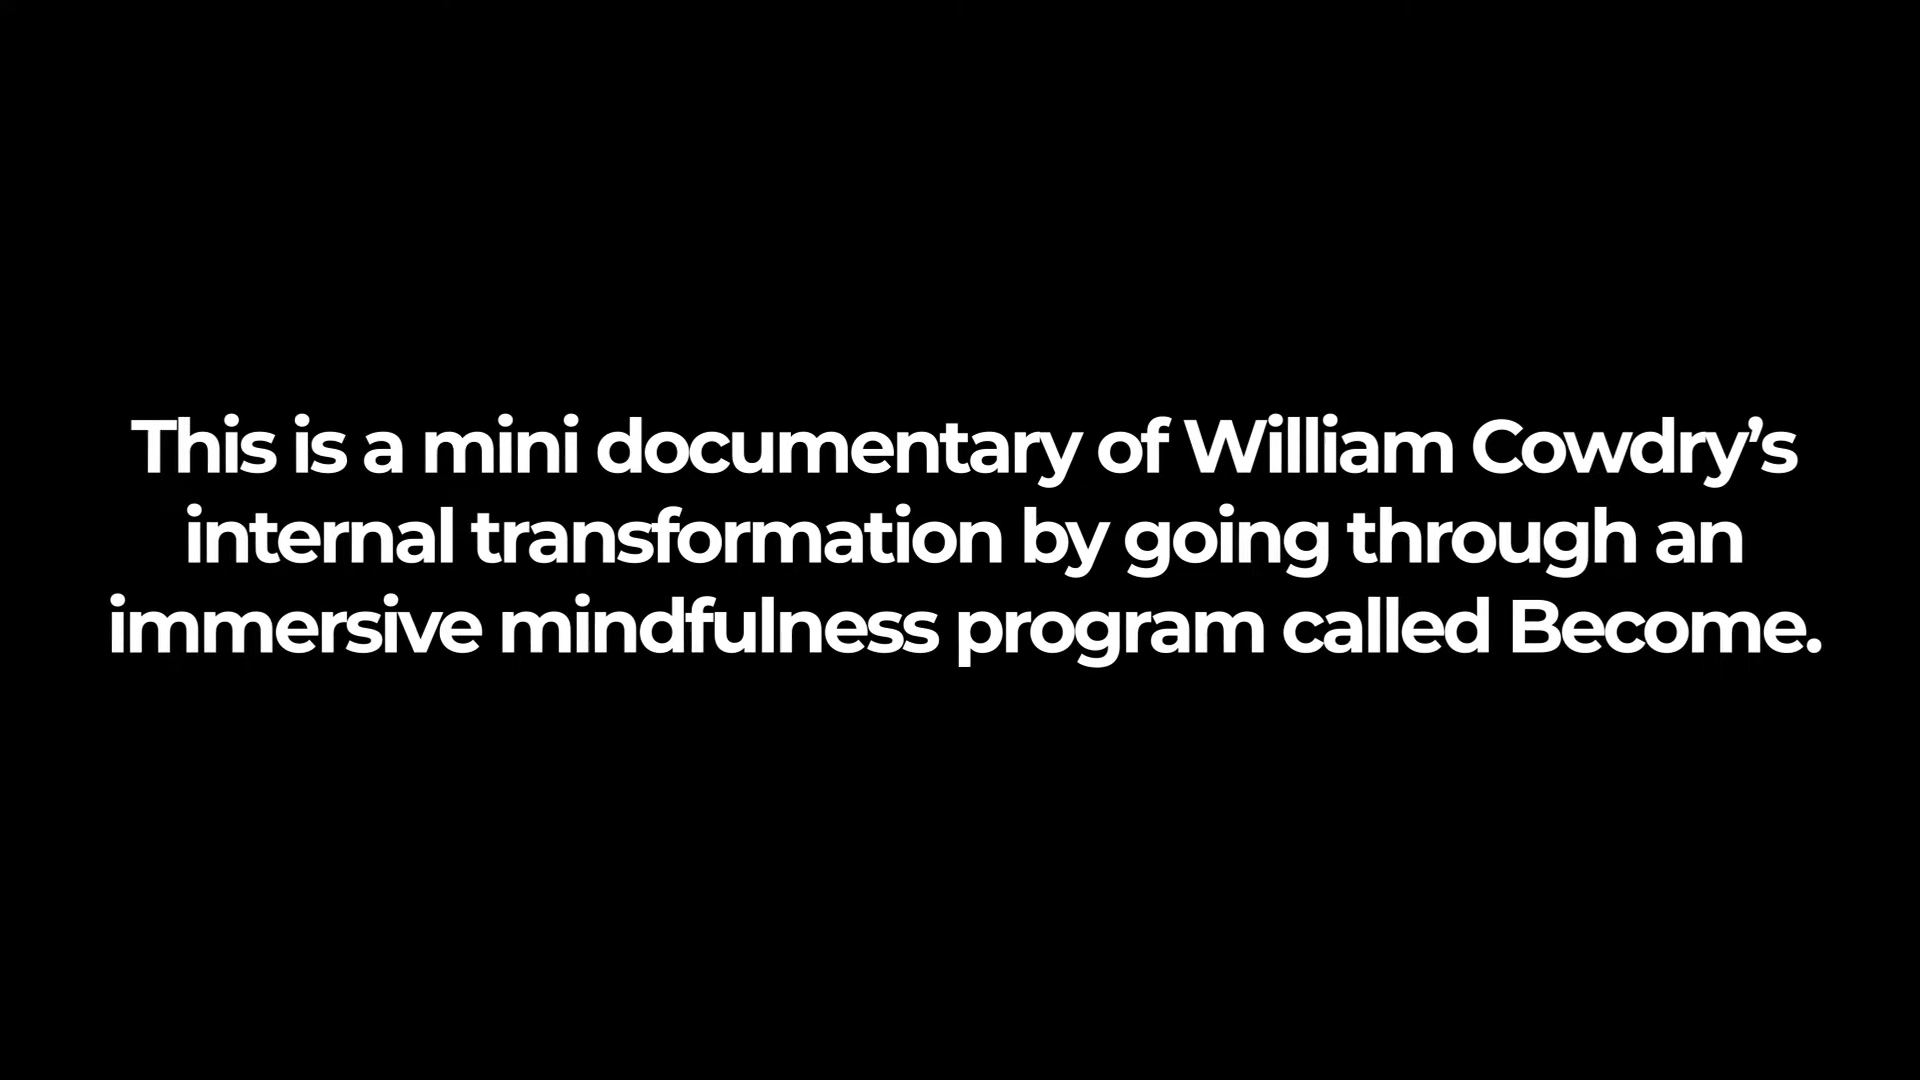 This is a mini documentary of William Cowdry’s
internal transformation by going through an
immersive mindfulness program called Become.